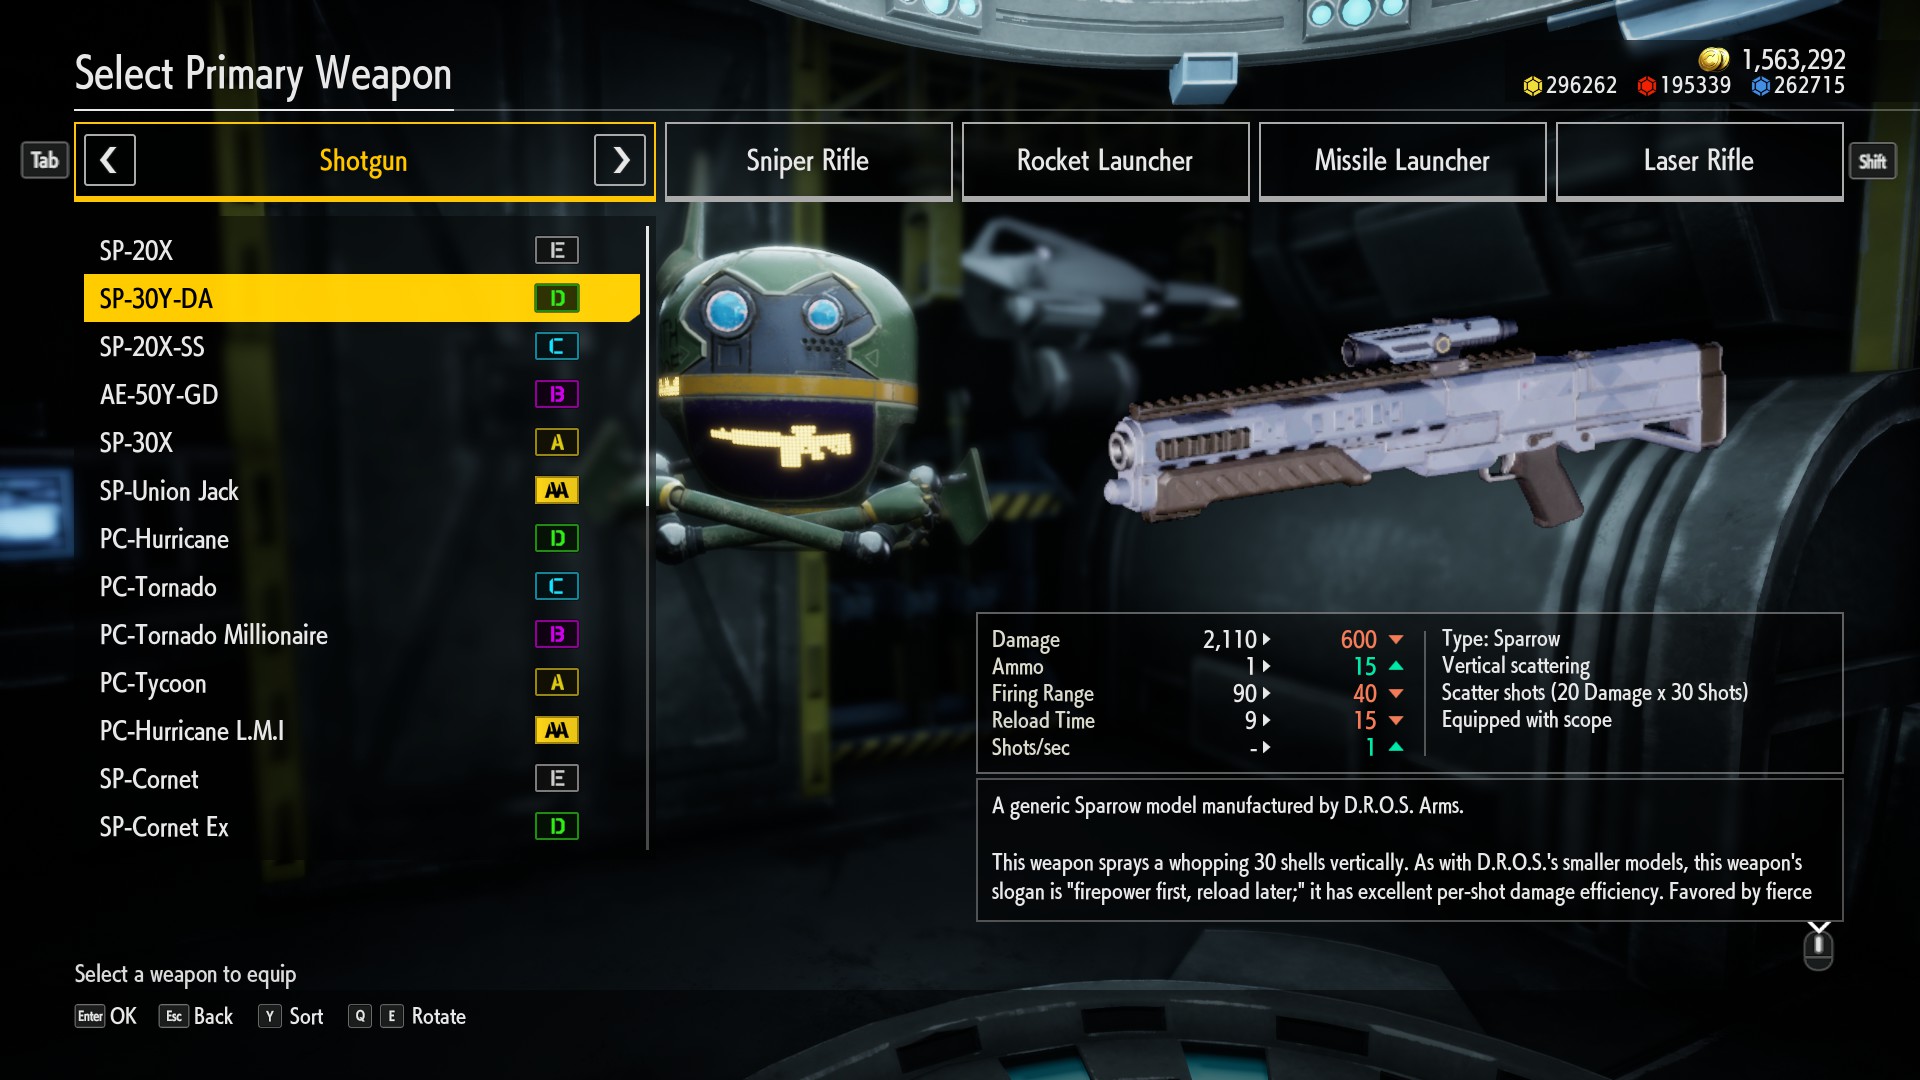 Select Primary Weapon
1,563,292
296262 195339 262715
Tab Shotgun Sniper Rifle Rocket Launcher Missile Launcher Laser Rifle Shift
SP-20X E
SP-30Y-DA D
SP-20X-SS C
AE-50Y-GD B
SP-30X A
SP-Union Jack AA
PC-Hurricane D
PC-Tornado C
PC-Tornado Millionaire B
PC-Tycoon A
PC-Hurricane L.M.I AA
SP-Cornet E
SP-Cornet Ex D
Damage 2,110 600
Ammo 1 15
Firing Range 90 40
Reload Time 9 15
Shots/sec - 1
Type: Sparrow
Vertical scattering
Scatter shots (20 Damage x 30 Shots)
Equipped with scope
A generic Sparrow model manufactured by D.R.O.S. Arms.
This weapon sprays a whopping 30 shells vertically. As with D.R.O.S.'s smaller models, this weapon's
slogan is "firepower first, reload later;" it has excellent per-shot damage efficiency. Favored by fierce
Select a weapon to equip
Enter OK Esc Back Y Sort Q E Rotate